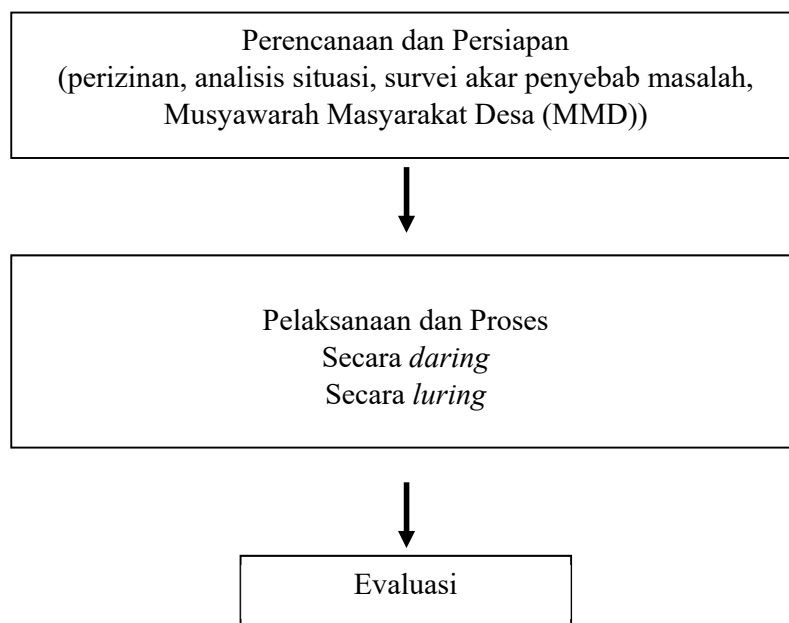 Perencanaan dan Persiapan
(perizinan, analisis situasi, survei akar penyebab masalah,
Musyawarah Masyarakat Desa (MMD))
Pelaksanaan dan Proses
Secara daring
Secara luring
Evaluasi